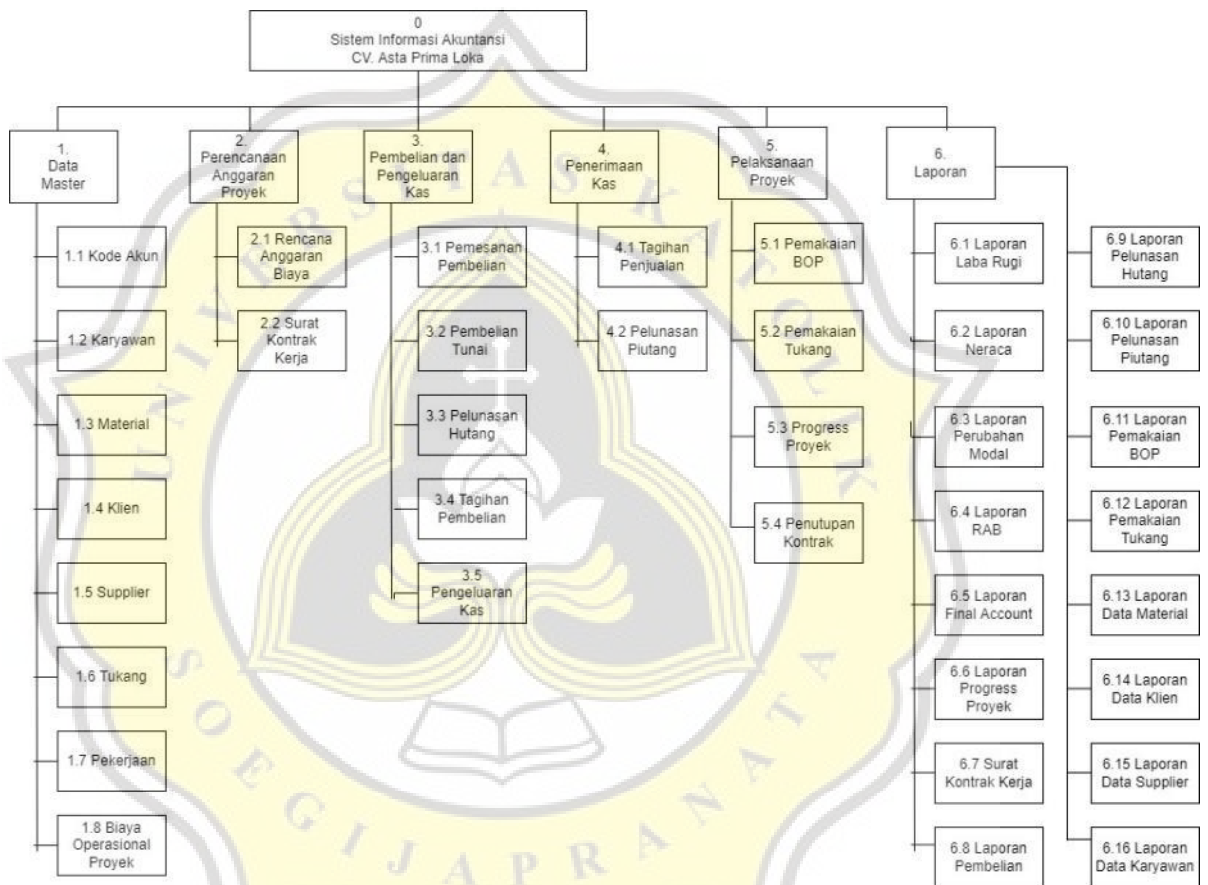 0
Sistem Informasi Akuntansi
CV. Asta Prima Loka
1.
Data
Master
2.
Perencanaan
Anggaran
Proyek
3.
Pembelian dan
Pengeluaran
Kas
4.
Penerimaan
Kas
5.
Pelaksanaan
Proyek
6.
Laporan
1.1 Kode Akun
1.2 Karyawan
1.3 Material
1.4 Klien
1.5 Supplier
1.6 Tukang
1.7 Pekerjaan
1.8 Biaya
Operasional
Proyek
2.1 Rencana
Anggaran
Biaya
2.2 Surat
Kontrak
Kerja
3.1 Pemesanan
Pembelian
3.2 Pembelian
Tunai
3.3 Pelunasan
Hutang
3.4 Tagihan
Pembelian
3.5
Pengeluaran
Kas
4.1 Tagihan
Penjualan
4.2 Pelunasan
Piutang
5.1 Pemakaian
BOP
5.2 Pemakaian
Tukang
5.3 Progress
Proyek
5.4 Penutupan
Kontrak
6.1 Laporan
Laba Rugi
6.2 Laporan
Neraca
6.3 Laporan
Perubahan
Modal
6.4 Laporan
RAB
6.5 Laporan
Final Account
6.6 Laporan
Progress
Proyek
6.7 Surat
Kontrak Kerja
6.8 Laporan
Pembelian
6.9 Laporan
Pelunasan
Hutang
6.10 Laporan
Pelunasan
Piutang
6.11 Laporan
Pemakaian
BOP
6.12 Laporan
Pemakaian
Tukang
6.13 Laporan
Data Material
6.14 Laporan
Data Klien
6.15 Laporan
Data Supplier
6.16 Laporan
Data Karyawan
UNIVERSITAS KATOLIK
SOEGIJAPRANATA